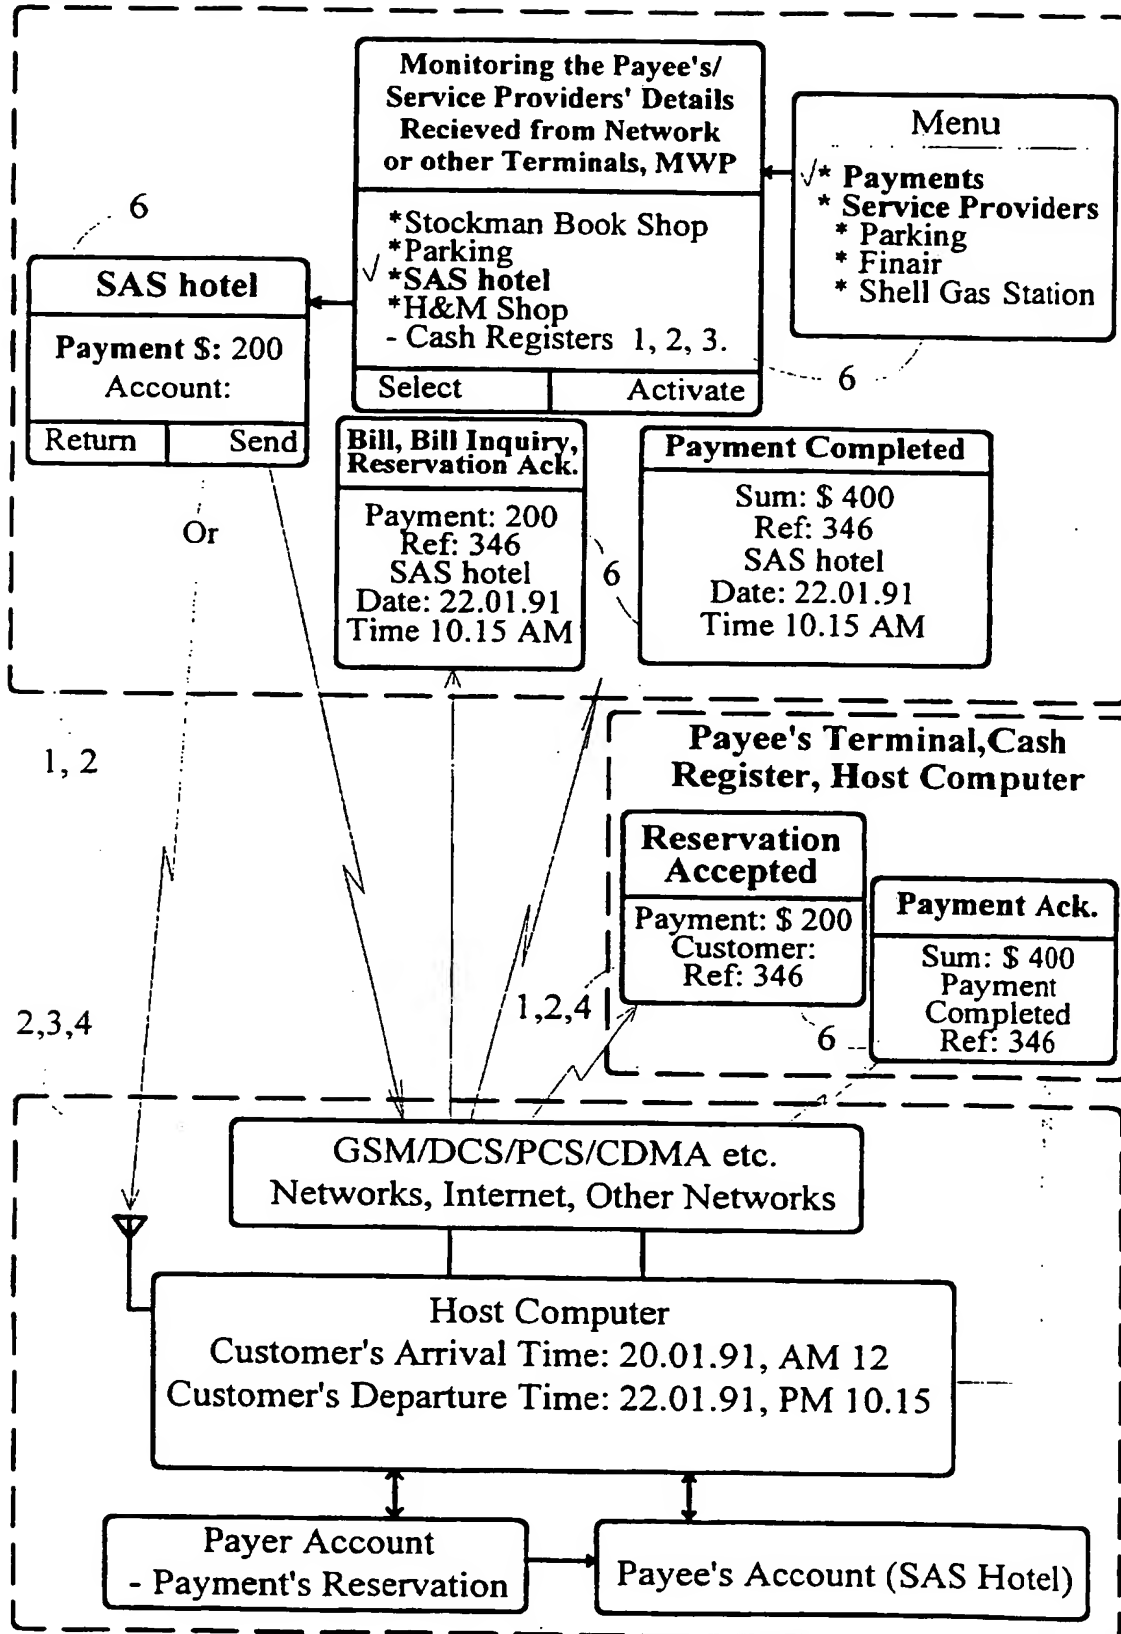 Monitoring the Payee's/
Service Providers' Details
Recieved from Network
or other Terminals, MWP
*Stockman Book Shop
*Parking
*SAS hotel
*H&M Shop
- Cash Registers 1, 2, 3.
Select Activate
Menu
* Payments
* Service Providers
* Parking
* Finair
* Shell Gas Station
6
6
SAS hotel
Payment $: 200
Account:
Return Send
Or
Bill, Bill Inquiry,
Reservation Ack.
Payment: 200
Ref: 346
SAS hotel
Date: 22.01.91
Time 10.15 AM
6
Payment Completed
Sum: $ 400
Ref: 346
SAS hotel
Date: 22.01.91
Time 10.15 AM
1, 2
Payee's Terminal,Cash
Register, Host Computer
Reservation
Accepted
Payment: $ 200
Customer:
Ref: 346
Payment Ack.
Sum: $ 400
Payment
Completed
Ref: 346
1,2,4
6
2,3,4
GSM/DCS/PCS/CDMA etc.
Networks, Internet, Other Networks
Host Computer
Customer's Arrival Time: 20.01.91, AM 12
Customer's Departure Time: 22.01.91, PM 10.15
Payer Account
- Payment's Reservation
Payee's Account (SAS Hotel)